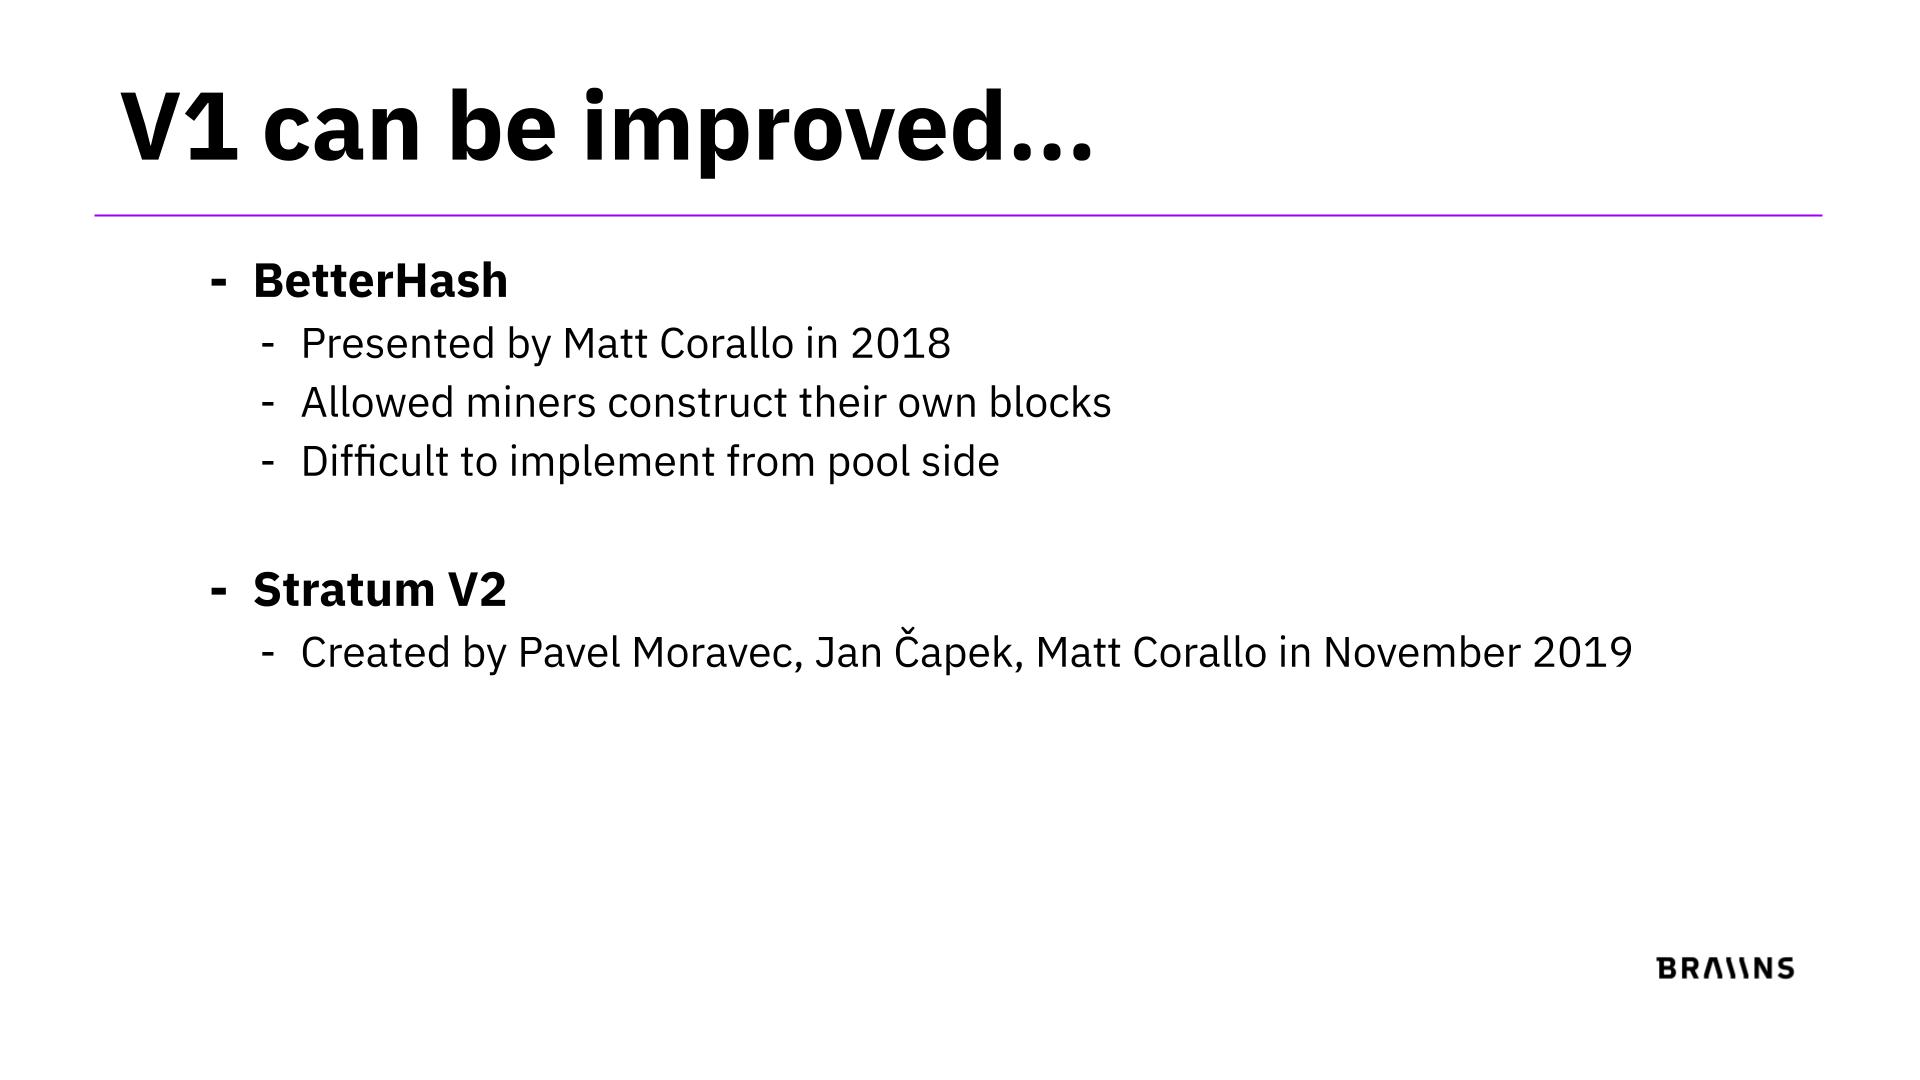 V1 can be improved...
- BetterHash
- Presented by Matt Corallo in 2018
- Allowed miners construct their own blocks
- Difficult to implement from pool side
- Stratum V2
- Created by Pavel Moravec, Jan Čapek, Matt Corallo in November 2019
BRAIINS